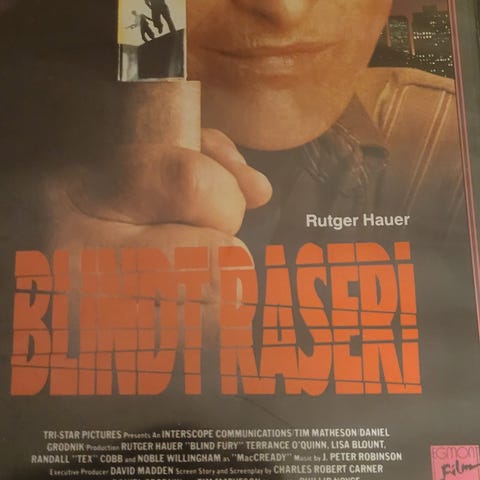 Rutger Hauer
BLINDT RASERI
TRI-STAR PICTURES Presents An INTERSCOPE COMMUNICATIONS/TIM MATHESON/DANIEL
GRODNIK Production RUTGER HAUER "BLIND FURY" TERRANCE O'QUINN, LISA BLOUNT,
RANDALL "TEX" COBB and NOBLE WILLINGHAM as "MacCREADY" Music by J. PETER ROBINSON
Executive Producer DAVID MADDEN Screen Story and Screenplay by CHARLES ROBERT CARNER
EGMONT
Film